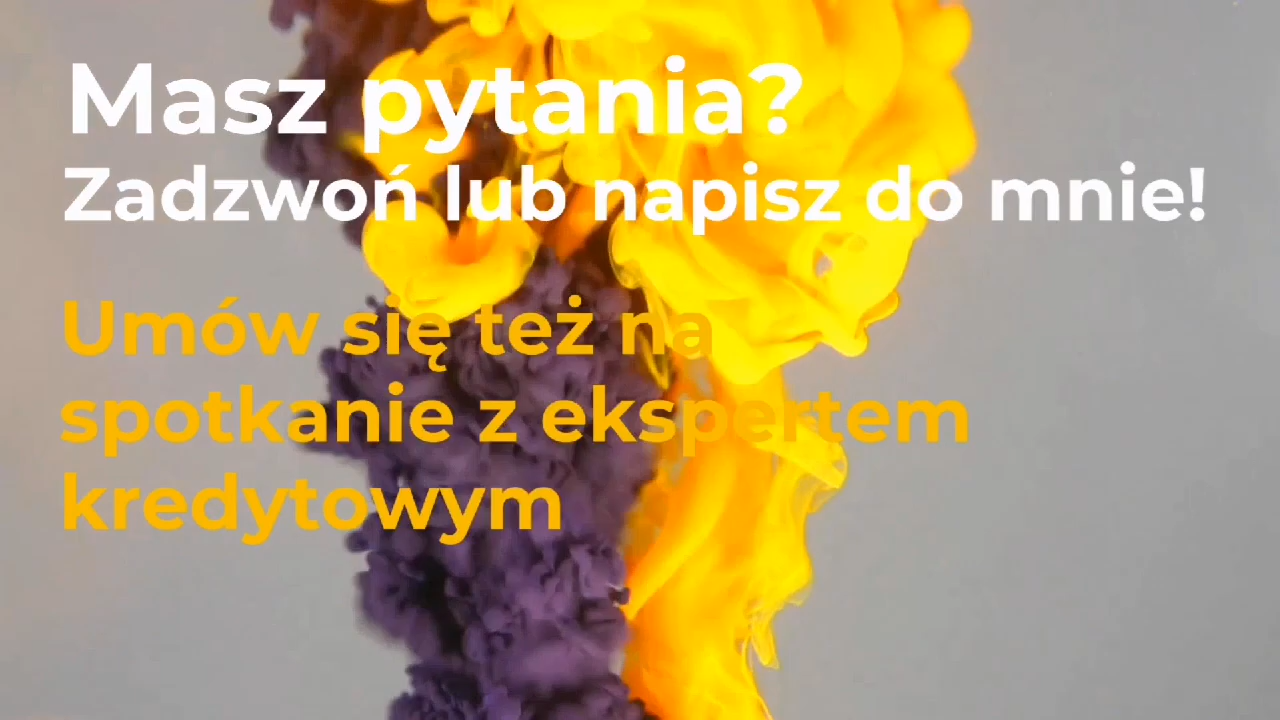 Masz pytania?
Zadzwoń lub napisz do mnie!
Umów się też na
spotkanie z ekspertem
kredytowym